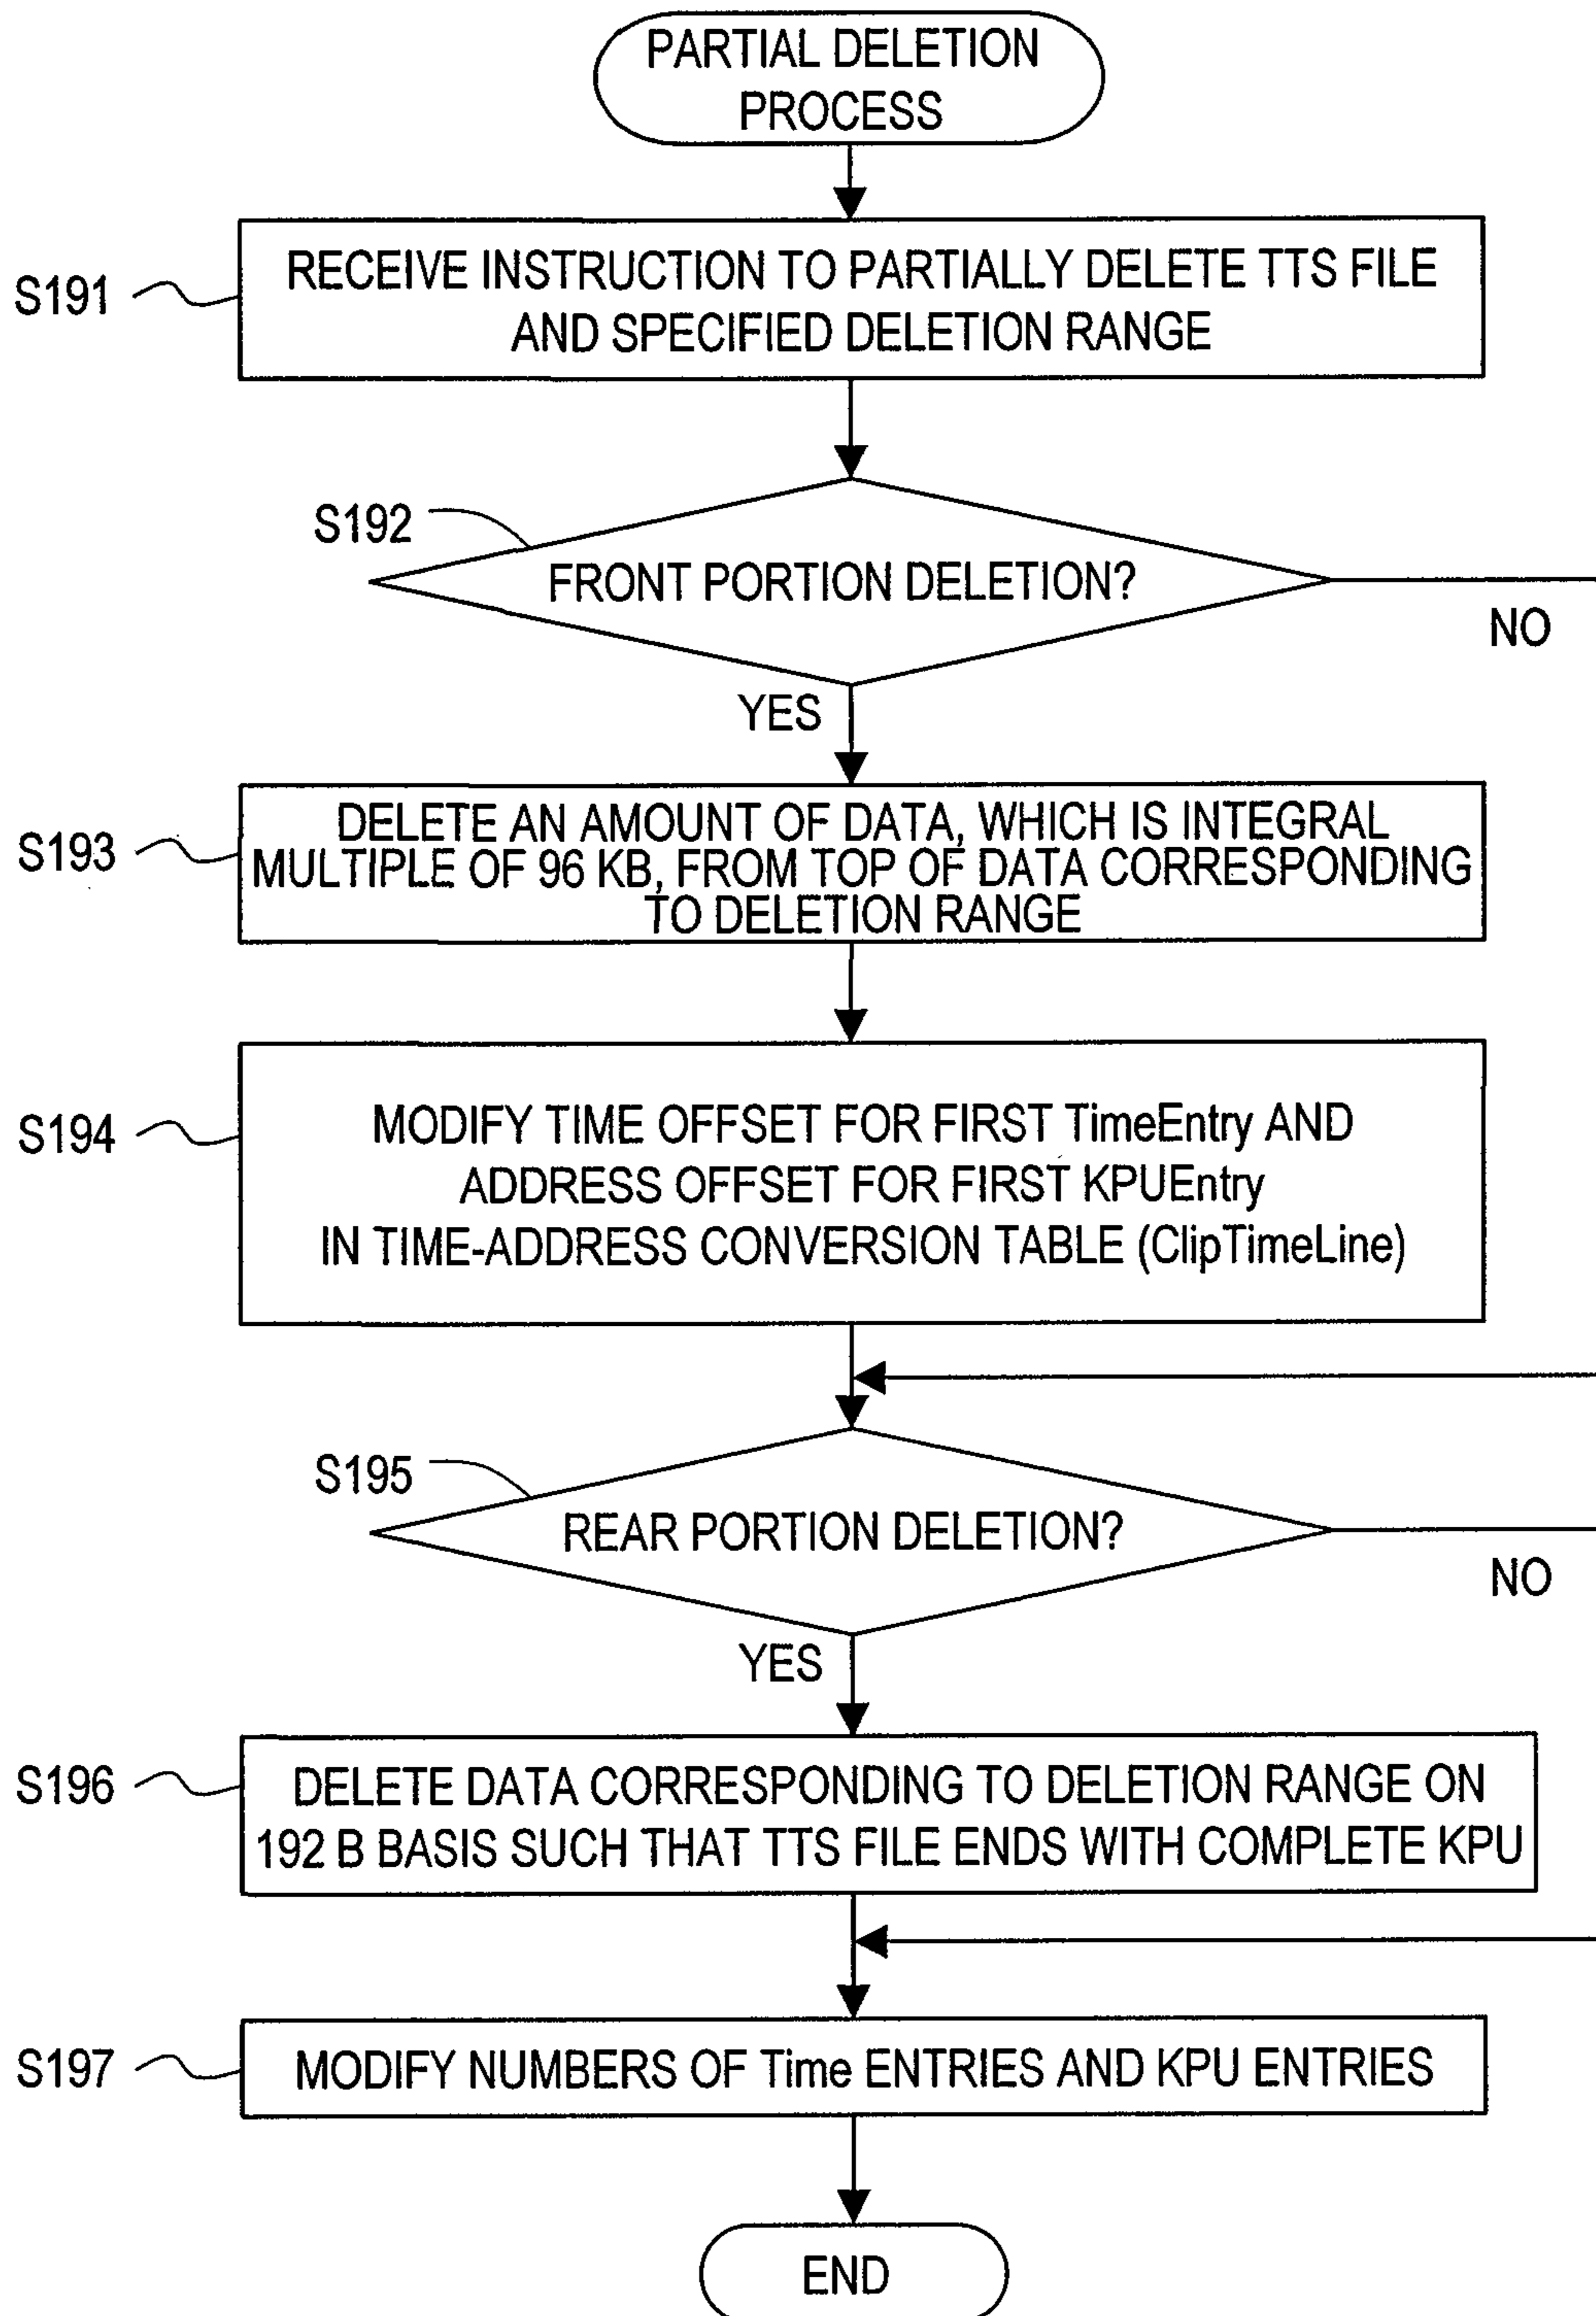 PARTIAL DELETION
PROCESS
S191
RECEIVE INSTRUCTION TO PARTIALLY DELETE TTS FILE
AND SPECIFIED DELETION RANGE
S192
FRONT PORTION DELETION?
NO
YES
S193
DELETE AN AMOUNT OF DATA, WHICH IS INTEGRAL
MULTIPLE OF 96 KB, FROM TOP OF DATA CORRESPONDING
TO DELETION RANGE
S194
MODIFY TIME OFFSET FOR FIRST TimeEntry AND
ADDRESS OFFSET FOR FIRST KPUEntry
IN TIME-ADDRESS CONVERSION TABLE (ClipTimeLine)
S195
REAR PORTION DELETION?
NO
YES
S196
DELETE DATA CORRESPONDING TO DELETION RANGE ON
192 B BASIS SUCH THAT TTS FILE ENDS WITH COMPLETE KPU
S197
MODIFY NUMBERS OF Time ENTRIES AND KPU ENTRIES
END